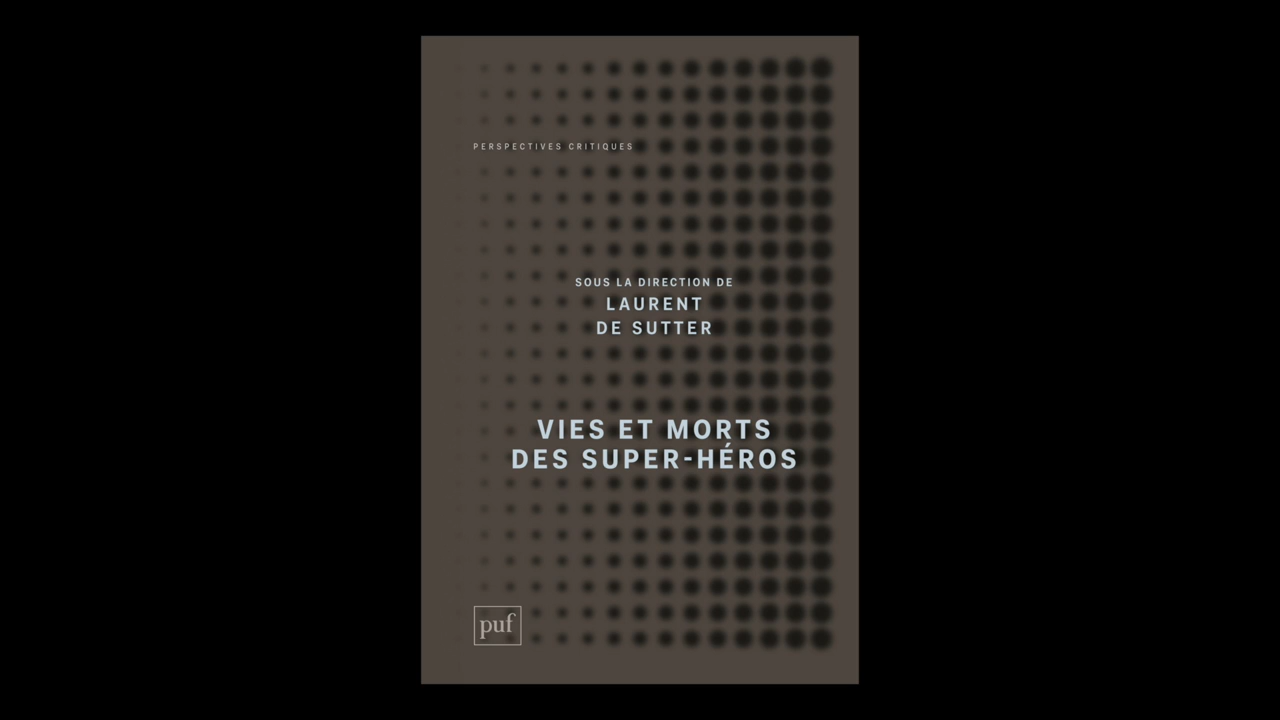 PERSPECTIVES CRITIQUES
SOUS LA DIRECTION DE
LAURENT
DE SUTTER
VIES ET MORTS
DES SUPER-HÉROS
puf